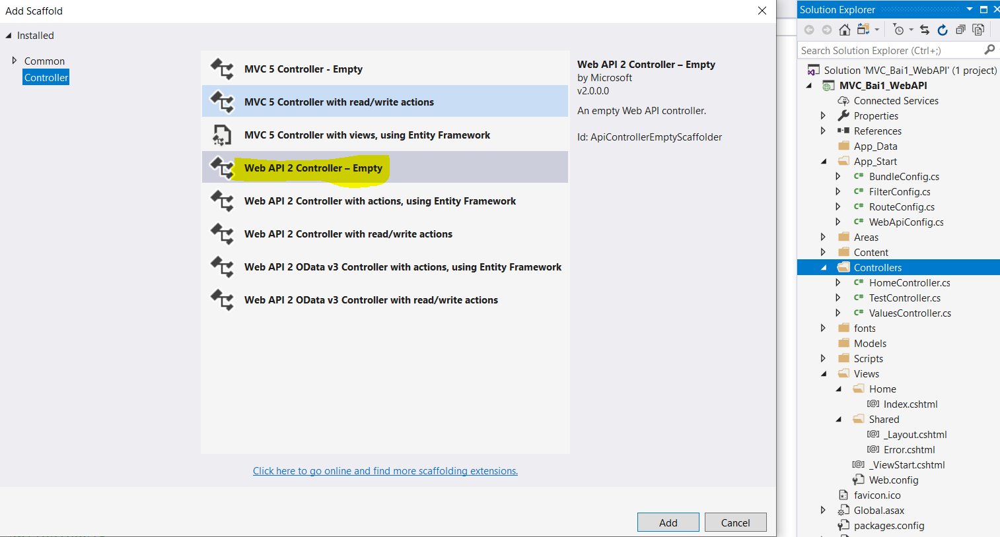 Add Scaffold
Installed
Common
Controller
MVC 5 Controller - Empty
MVC 5 Controller with read/write actions
MVC 5 Controller with views, using Entity Framework
Web API 2 Controller – Empty
Web API 2 Controller with actions, using Entity Framework
Web API 2 Controller with read/write actions
Web API 2 OData v3 Controller with actions, using Entity Framework
Web API 2 OData v3 Controller with read/write actions
Web API 2 Controller – Empty
by Microsoft
v2.0.0.0
An empty Web API controller.
Id: ApiControllerEmptyScaffolder
Click here to go online and find more scaffolding extensions.
Add
Cancel
Solution Explorer
Search Solution Explorer (Ctrl+;)
Solution 'MVC_Bai1_WebAPI' (1 project)
MVC_Bai1_WebAPI
Connected Services
Properties
References
App_Data
App_Start
C# BundleConfig.cs
C# FilterConfig.cs
C# RouteConfig.cs
C# WebApiConfig.cs
Areas
Content
Controllers
C# HomeController.cs
C# TestController.cs
C# ValuesController.cs
fonts
Models
Scripts
Views
Home
[@] Index.cshtml
Shared
[@] _Layout.cshtml
[@] Error.cshtml
[@] _ViewStart.cshtml
Web.config
favicon.ico
Global.asax
packages.config